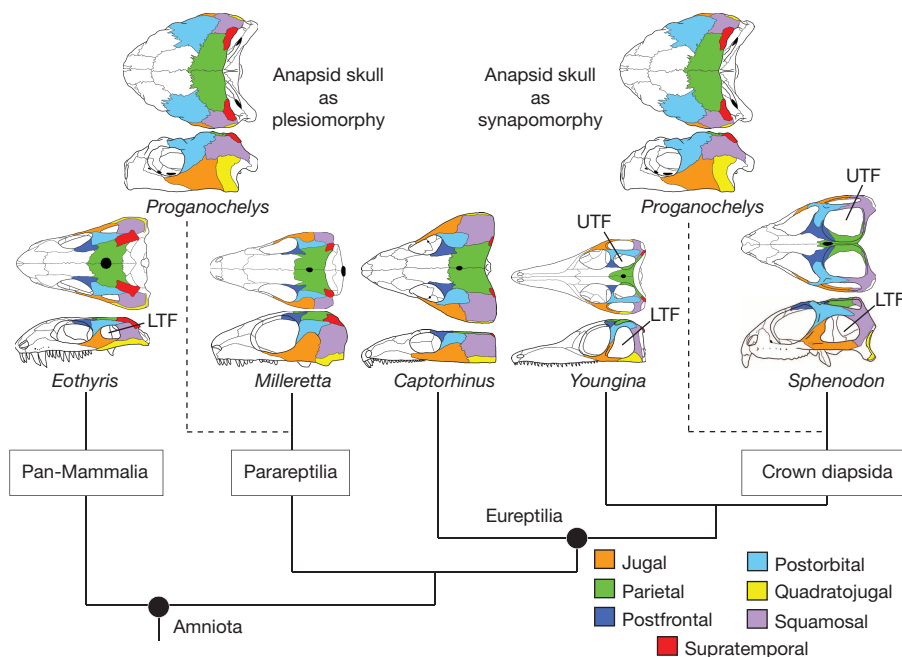 Anapsid skull
as
plesiomorphy
Anapsid skull
as
synapomorphy
Proganochelys
Proganochelys
UTF
UTF
LTF
LTF
LTF
Eothyris
Milleretta
Captorhinus
Youngina
Sphenodon
Pan-Mammalia
Parareptilia
Crown diapsida
Eureptilia
Amniota
Jugal
Parietal
Postfrontal
Supratemporal
Postorbital
Quadratojugal
Squamosal